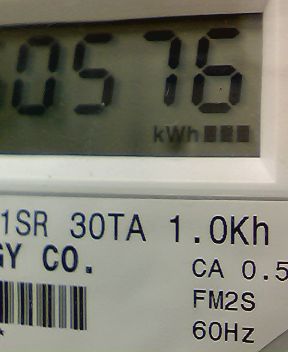 0576
kWh
1SR 30TA 1.0Kh
GY CO.
CA 0.5
FM2S
60Hz